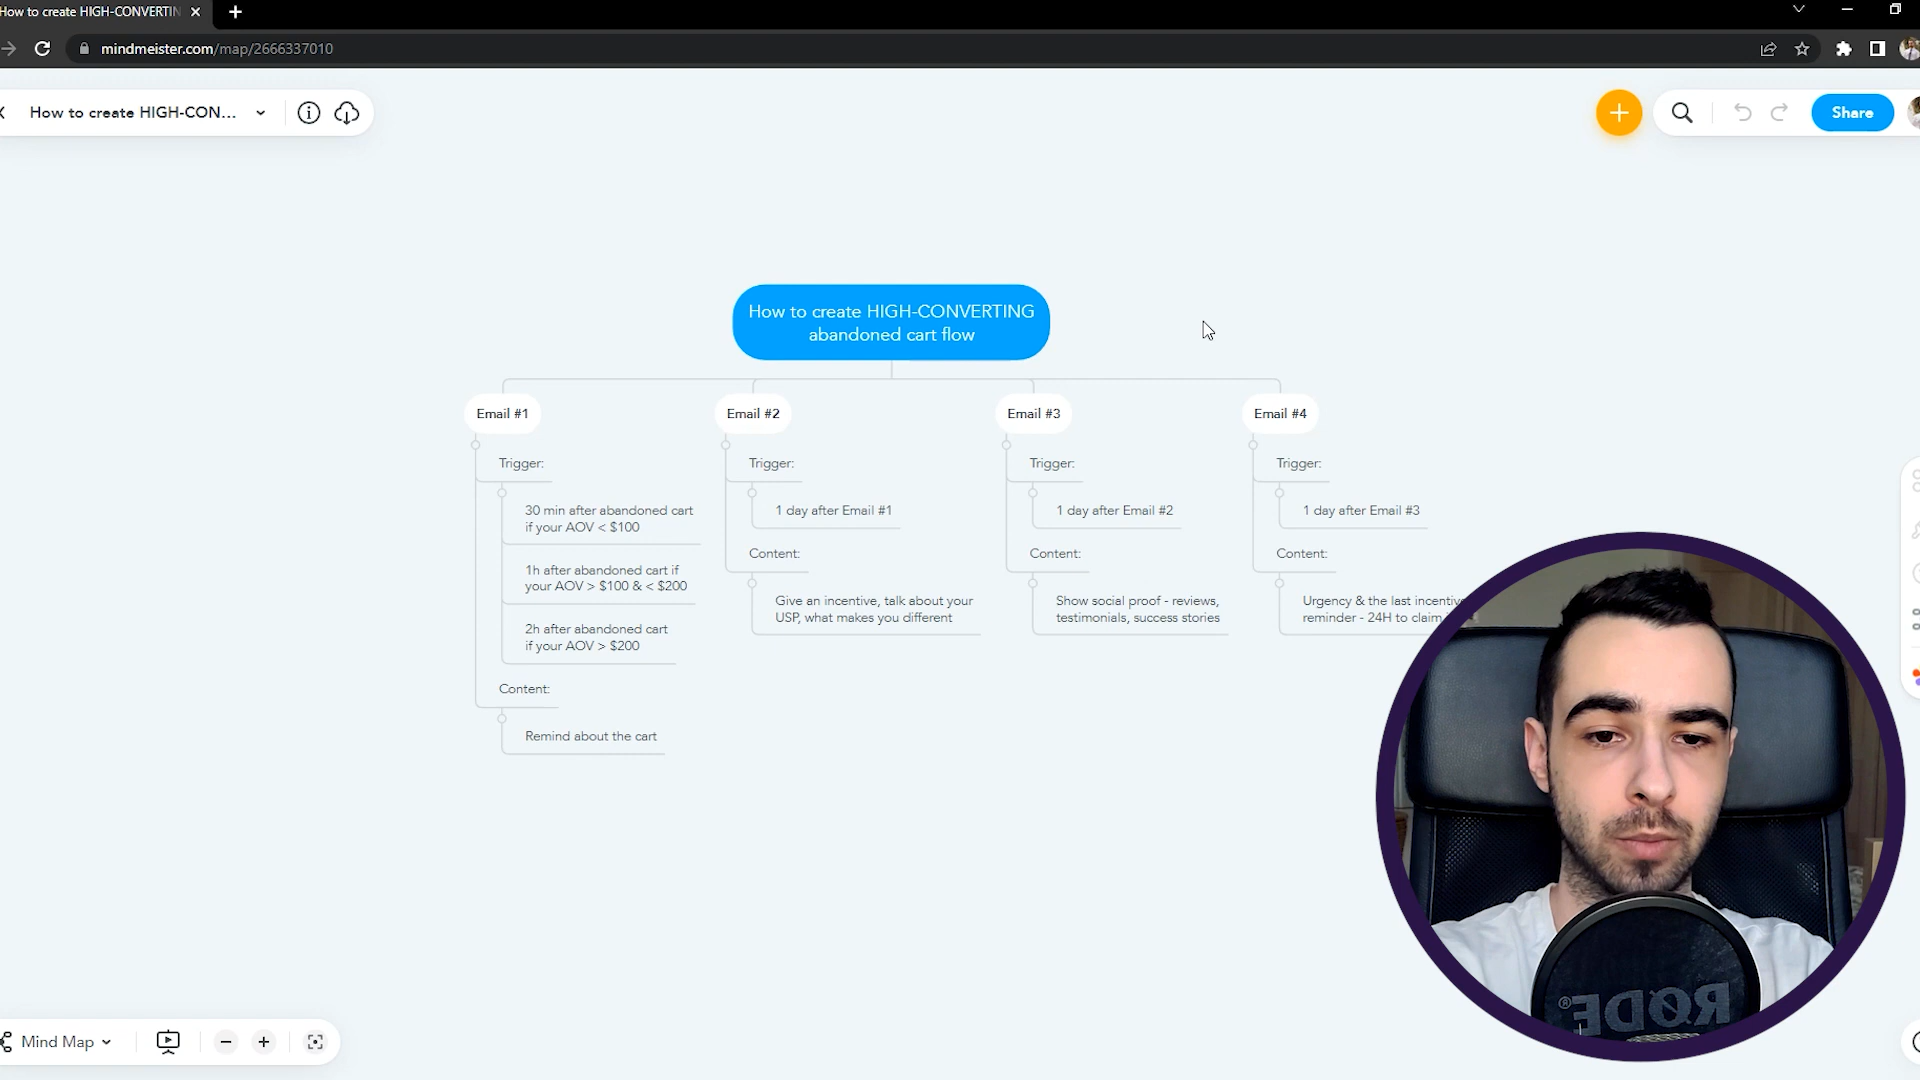 How to create HIGH-CONVERTIN
mindmeister.com/map/2666337010
How to create HIGH-CON...
Share
How to create HIGH-CONVERTING
abandoned cart flow
Email #1
Trigger:
30 min after abandoned cart
if your AOV < $100
1h after abandoned cart if
your AOV > $100 & < $200
2h after abandoned cart
if your AOV > $200
Content:
Remind about the cart
Email #2
Trigger:
1 day after Email #1
Content:
Give an incentive, talk about your
USP, what makes you different
Email #3
Trigger:
1 day after Email #2
Content:
Show social proof - reviews,
testimonials, success stories
Email #4
Trigger:
1 day after Email #3
Content:
Urgency & the last incentive
reminder - 24H to claim
RØDE®
Mind Map